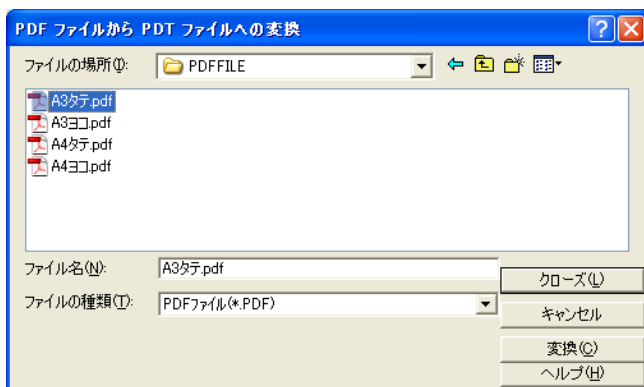 PDF ファイルから PDT ファイルへの変換
ファイルの場所(I):
PDFFILE
A3タテ.pdf
A3ヨコ.pdf
A4タテ.pdf
A4ヨコ.pdf
ファイル名(N):
A3タテ.pdf
クローズ(L)
ファイルの種類(T):
PDFファイル(*.PDF)
キャンセル
変換(C)
ヘルプ(H)